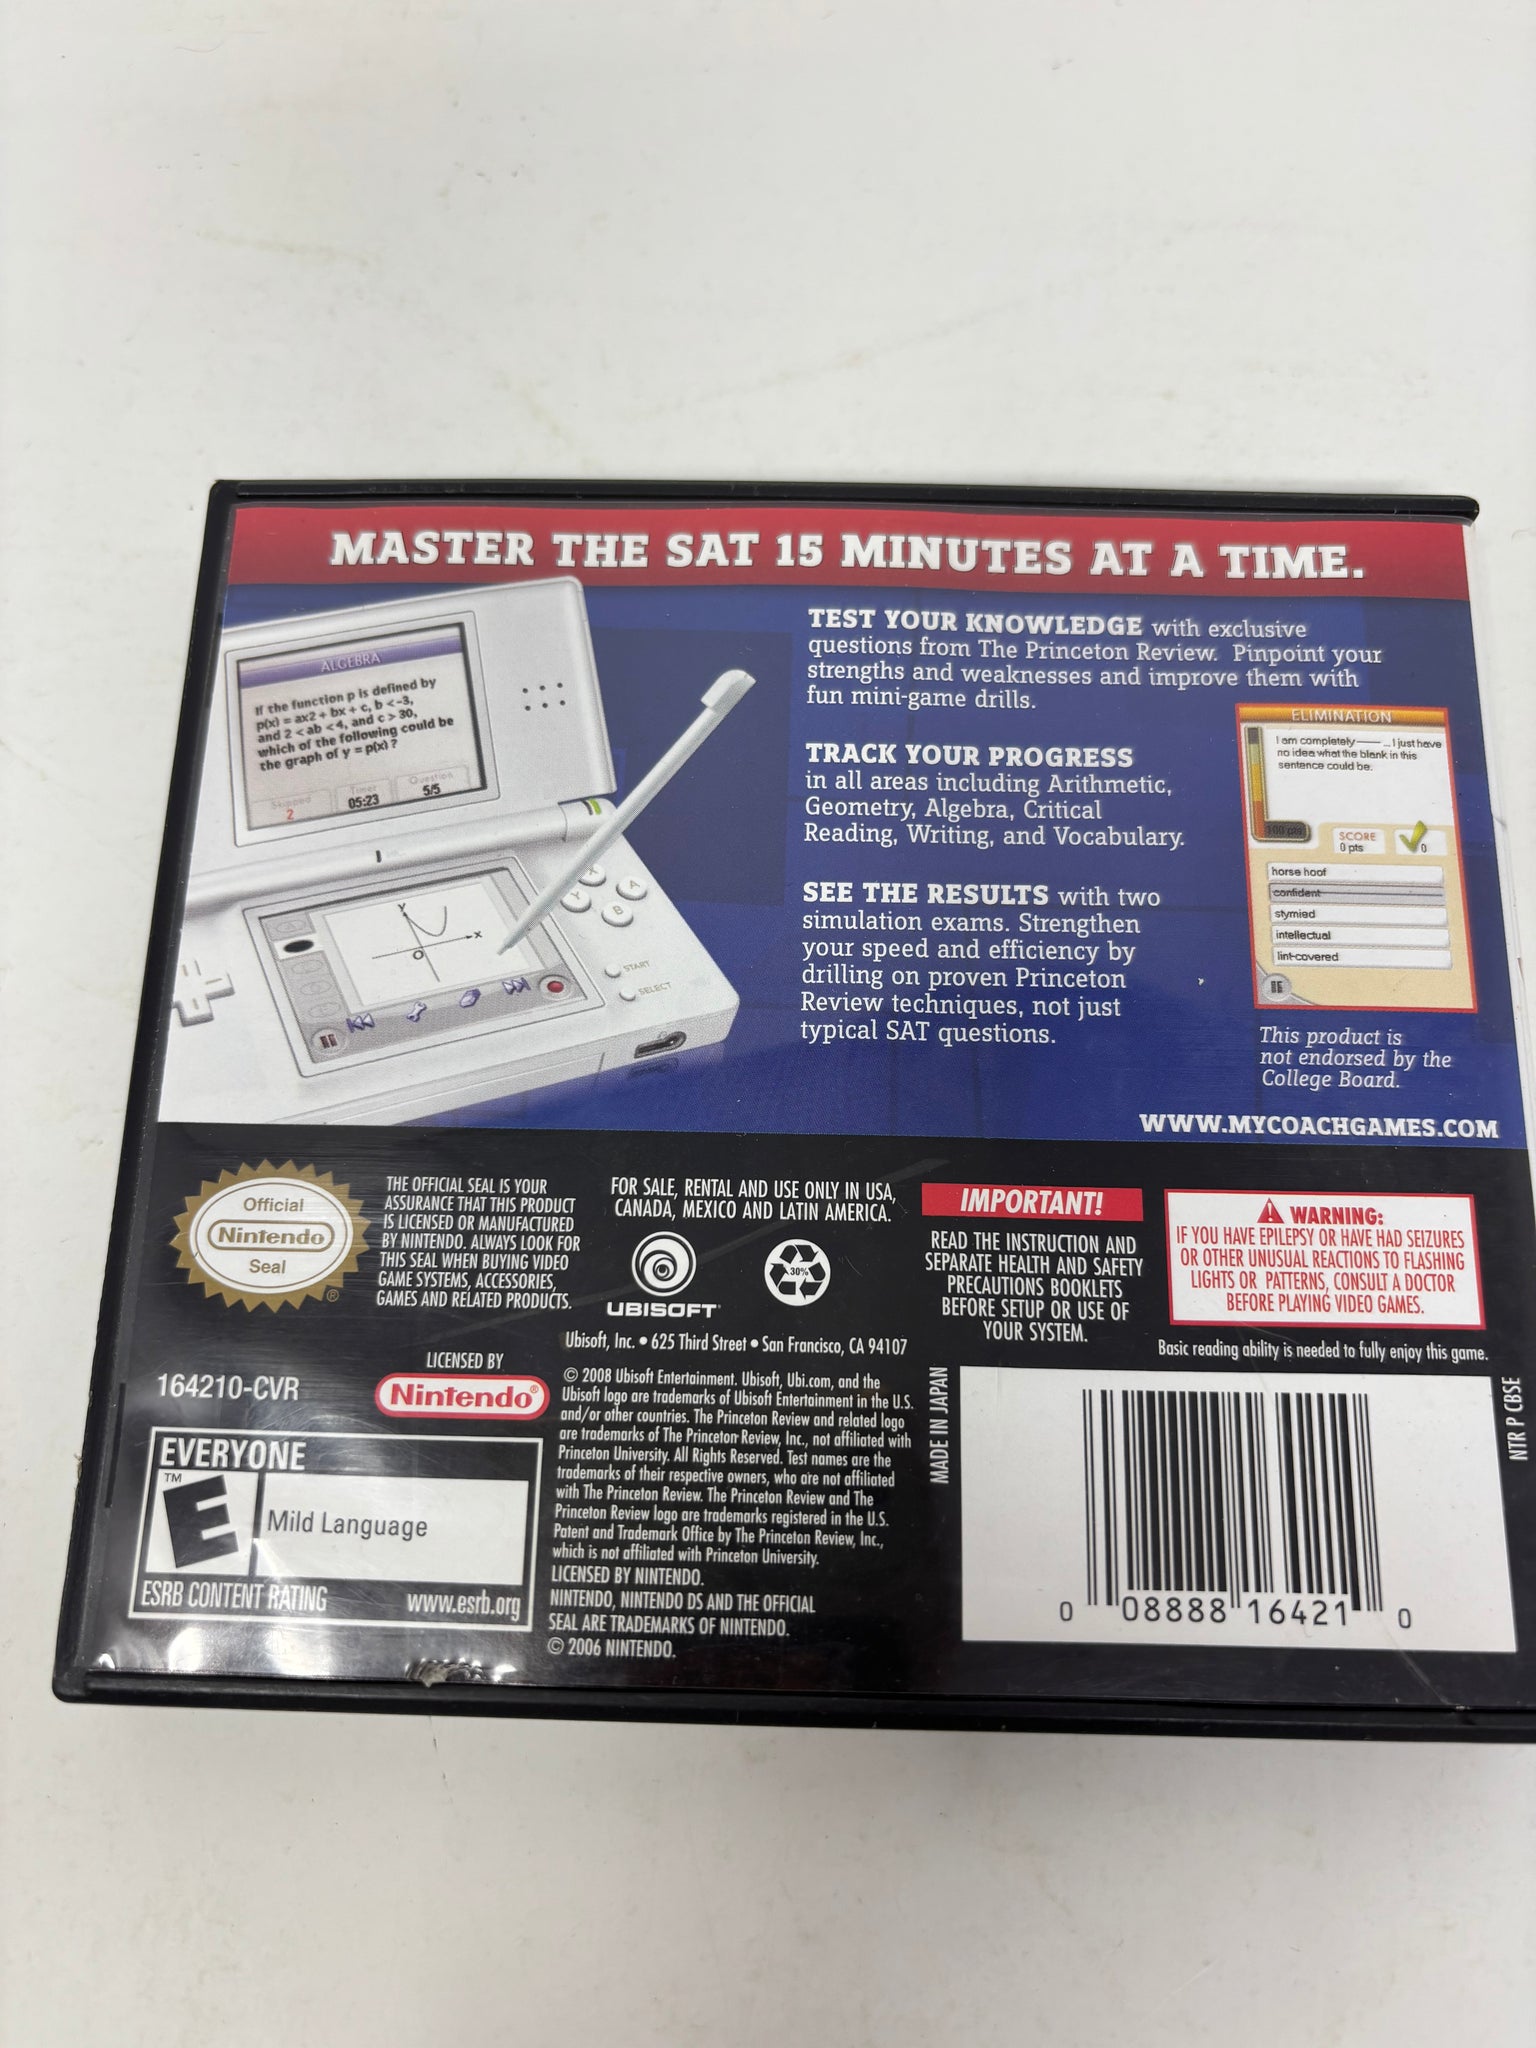 MASTER THE SAT 15 MINUTES AT A TIME.
ALGEBRA
If the function p is defined by
p(x) = ax2 + bx + c, b < -3,
and 2 < ab < 4, and c > 30,
which of the following could be
the graph of y = p(x) ?
Skipped
2
Timer
05:23
Question
5/5
Y
X
O
X
Y
A
B
START
SELECT
TEST YOUR KNOWLEDGE with exclusive
questions from The Princeton Review. Pinpoint your
strengths and weaknesses and improve them with
fun mini-game drills.
TRACK YOUR PROGRESS
in all areas including Arithmetic,
Geometry, Algebra, Critical
Reading, Writing, and Vocabulary.
SEE THE RESULTS with two
simulation exams. Strengthen
your speed and efficiency by
drilling on proven Princeton
Review techniques, not just
typical SAT questions.
ELIMINATION
I am completely —— ... I just have
no idea what the blank in this
sentence could be.
100 pts
SCORE
0 pts
0
horse hoof
confident
stymied
intellectual
lint-covered
This product is
not endorsed by the
College Board.
WWW.MYCOACHGAMES.COM
Official
Nintendo
Seal
®
THE OFFICIAL SEAL IS YOUR
ASSURANCE THAT THIS PRODUCT
IS LICENSED OR MANUFACTURED
BY NINTENDO. ALWAYS LOOK FOR
THIS SEAL WHEN BUYING VIDEO
GAME SYSTEMS, ACCESSORIES,
GAMES AND RELATED PRODUCTS.
FOR SALE, RENTAL AND USE ONLY IN USA,
CANADA, MEXICO AND LATIN AMERICA.
UBISOFT
30%
Ubisoft, Inc. • 625 Third Street • San Francisco, CA 94107
IMPORTANT!
READ THE INSTRUCTION AND
SEPARATE HEALTH AND SAFETY
PRECAUTIONS BOOKLETS
BEFORE SETUP OR USE OF
YOUR SYSTEM.
WARNING:
IF YOU HAVE EPILEPSY OR HAVE HAD SEIZURES
OR OTHER UNUSUAL REACTIONS TO FLASHING
LIGHTS OR PATTERNS, CONSULT A DOCTOR
BEFORE PLAYING VIDEO GAMES.
Basic reading ability is needed to fully enjoy this game.
164210-CVR
LICENSED BY
Nintendo®
EVERYONE
TM
E
Mild Language
ESRB CONTENT RATING
www.esrb.org
© 2008 Ubisoft Entertainment. Ubisoft, Ubi.com, and the
Ubisoft logo are trademarks of Ubisoft Entertainment in the U.S.
and/or other countries. The Princeton Review and related logo
are trademarks of The Princeton Review, Inc., not affiliated with
Princeton University. All Rights Reserved. Test names are the
trademarks of their respective owners, who are not affiliated
with The Princeton Review. The Princeton Review and The
Princeton Review logo are trademarks registered in the U.S.
Patent and Trademark Office by The Princeton Review, Inc.,
which is not affiliated with Princeton University.
LICENSED BY NINTENDO.
NINTENDO, NINTENDO DS AND THE OFFICIAL
SEAL ARE TRADEMARKS OF NINTENDO.
© 2006 NINTENDO.
MADE IN JAPAN
0 08888 16421 0
NTR P CBSE